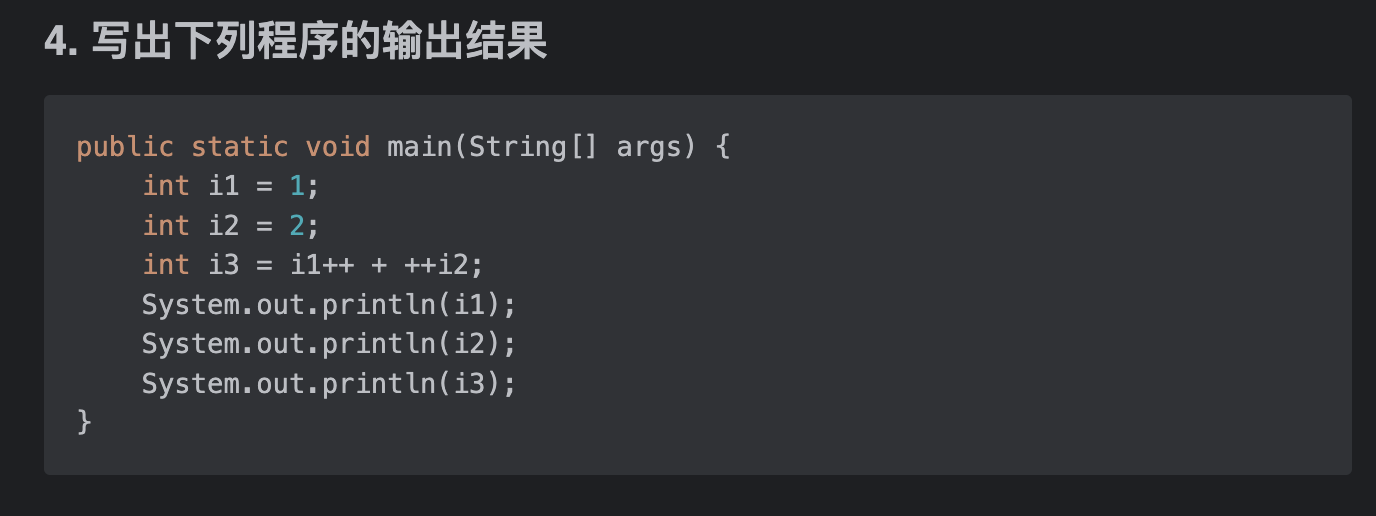 4. 写出下列程序的输出结果
public static void main(String[] args) {
    int i1 = 1;
    int i2 = 2;
    int i3 = i1++ + ++i2;
    System.out.println(i1);
    System.out.println(i2);
    System.out.println(i3);
}